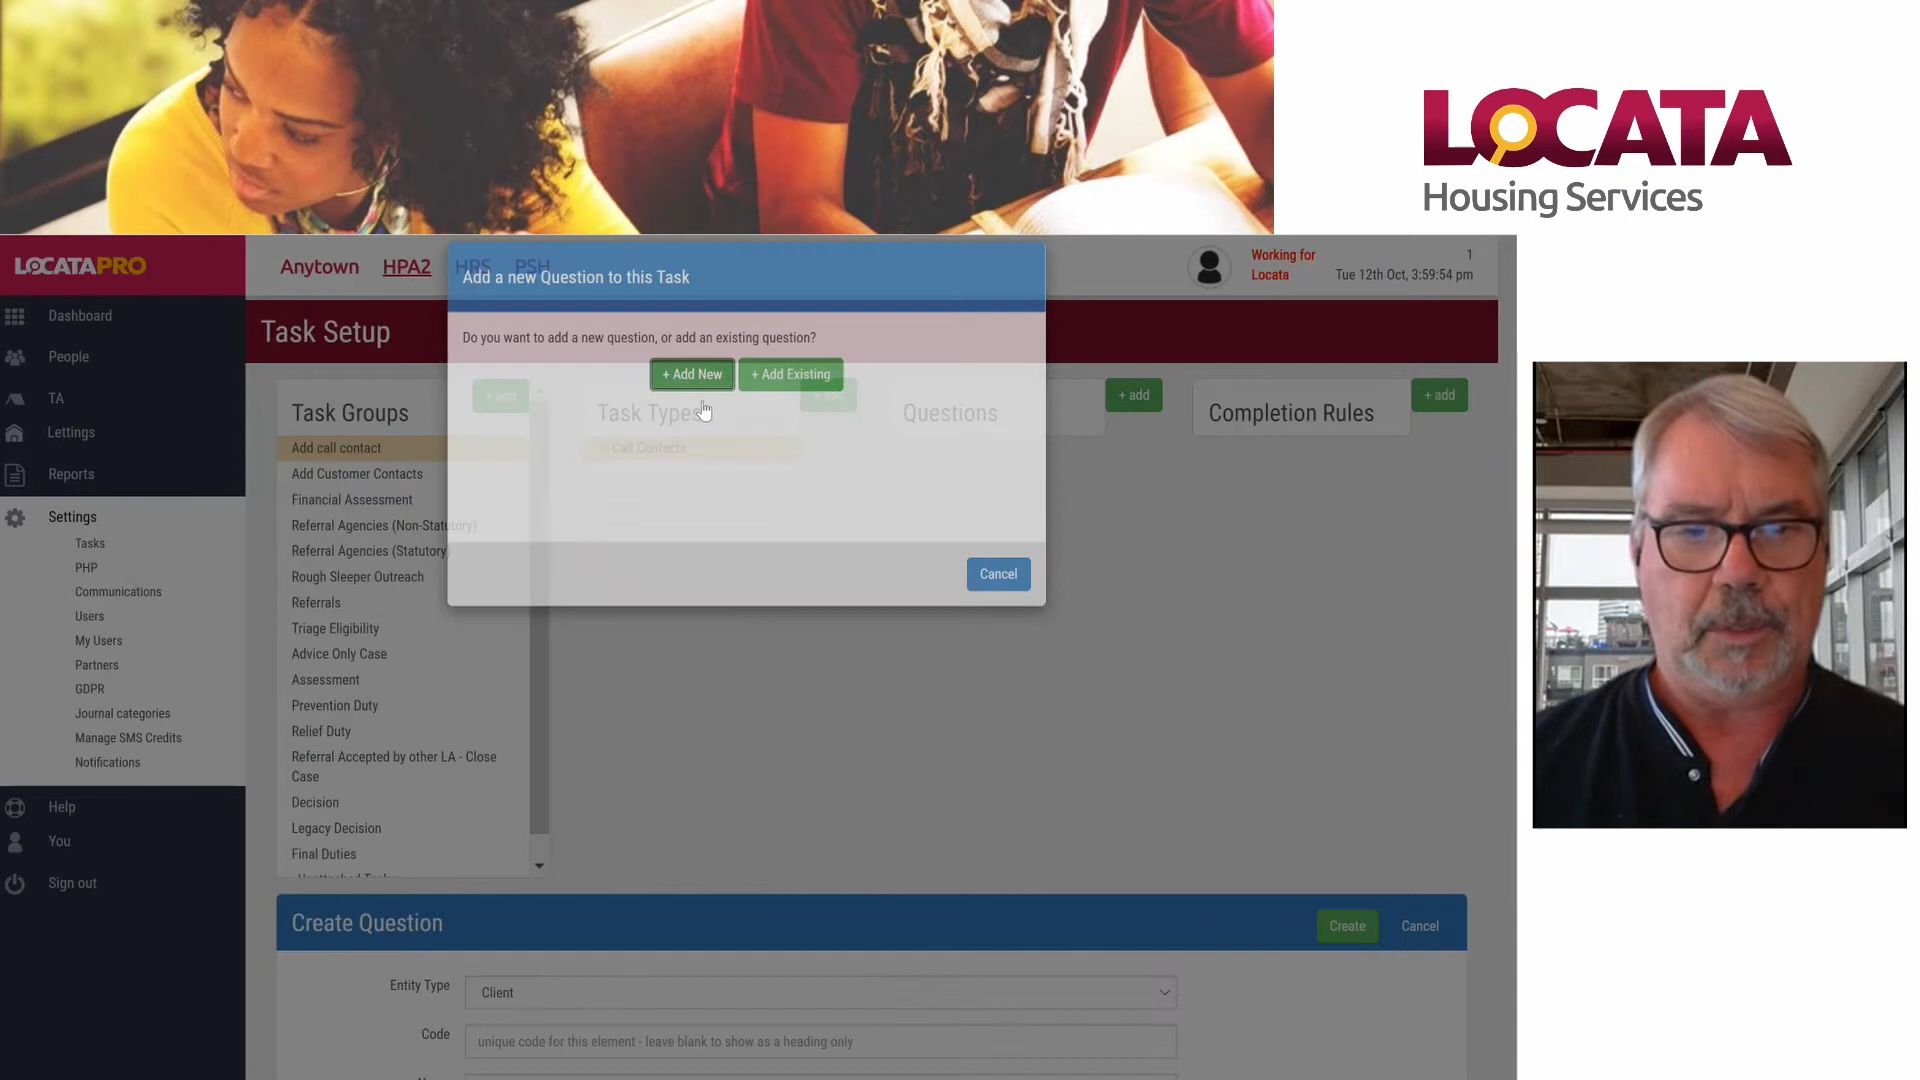 LOCATA
Housing Services
LOCATAPRO
Anytown HPA2 HRS PSH
Working for
Locata
1
Tue 12th Oct, 3:59:54 pm
Dashboard
People
TA
Lettings
Reports
Settings
Tasks
PHP
Communications
Users
My Users
Partners
GDPR
Journal categories
Manage SMS Credits
Notifications
Help
You
Sign out
Task Setup
Add a new Question to this Task
Do you want to add a new question, or add an existing question?
+ Add New
+ Add Existing
Cancel
Task Groups
+ add
Add call contact
Add Customer Contacts
Financial Assessment
Referral Agencies (Non-Statutory)
Referral Agencies (Statutory)
Rough Sleeper Outreach
Referrals
Triage Eligibility
Advice Only Case
Assessment
Prevention Duty
Relief Duty
Referral Accepted by other LA - Close
Case
Decision
Legacy Decision
Final Duties
Task Types
+ add
Call Contacts
Questions
+ add
Completion Rules
+ add
Create Question
Create
Cancel
Entity Type
Client
Code
unique code for this element - leave blank to show as a heading only